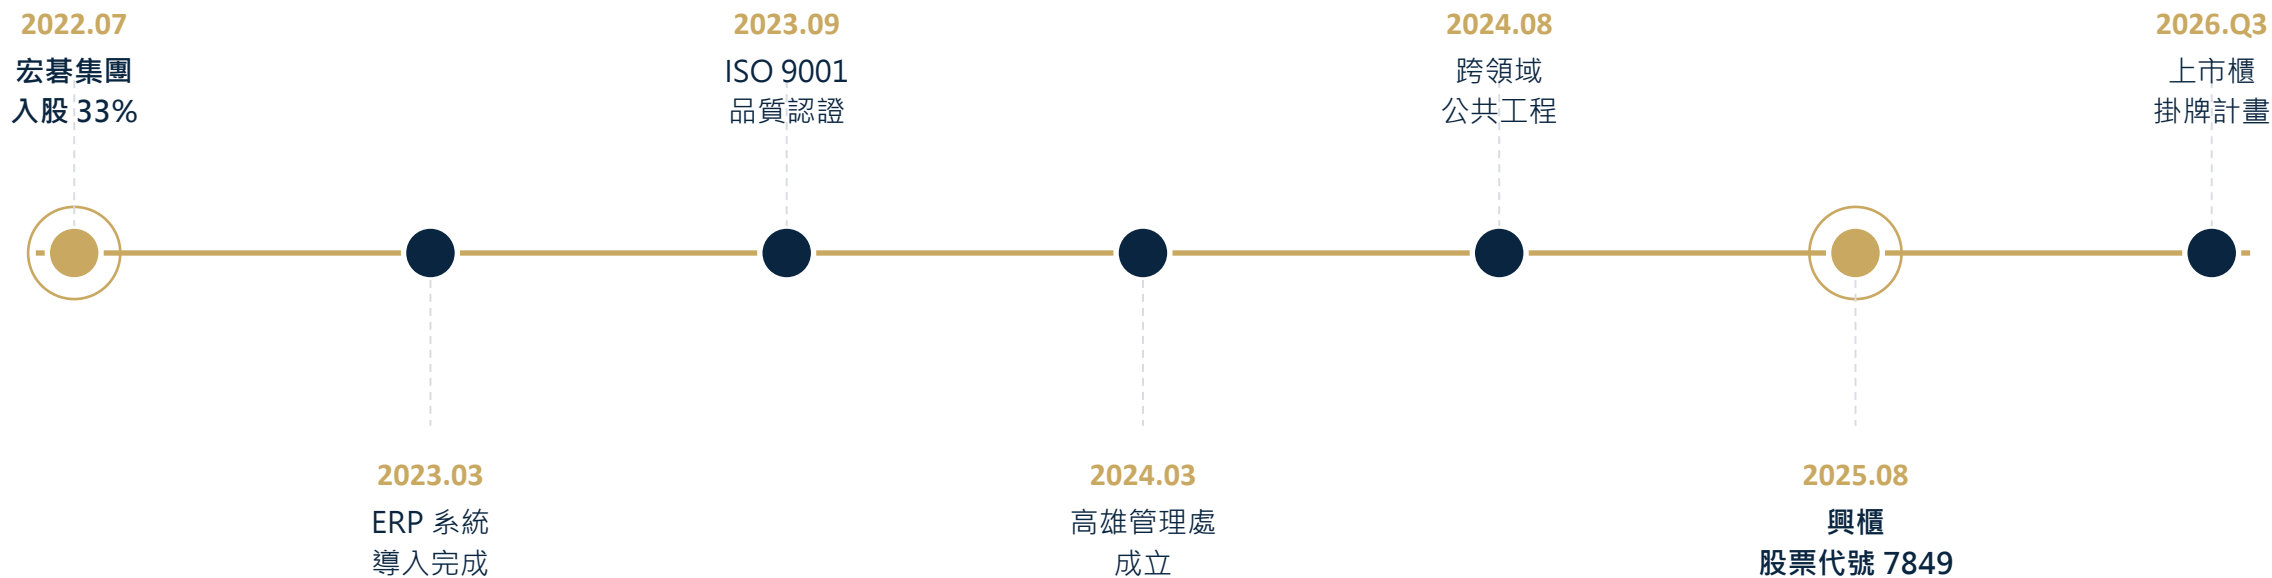 2022.07
宏碁集團
入股 33%
2023.03
ERP 系統
導入完成
2023.09
ISO 9001
品質認證
2024.03
高雄管理處
成立
2024.08
跨領域
公共工程
2025.08
興櫃
股票代號 7849
2026.Q3
上市櫃
掛牌計畫